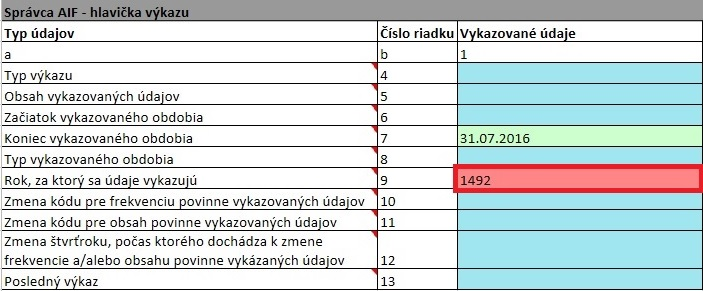 Správca AIF - hlavička výkazu
Typ údajov Číslo riadku Vykazované údaje
a b 1
Typ výkazu 4
Obsah vykazovaných údajov 5
Začiatok vykazovaného obdobia 6
Koniec vykazovaného obdobia 7 31.07.2016
Typ vykazovaného obdobia 8
Rok, za ktorý sa údaje vykazujú 9 1492
Zmena kódu pre frekvenciu povinne vykazovaných údajov 10
Zmena kódu pre obsah povinne vykazovaných údajov 11
Zmena štvrťroku, počas ktorého dochádza k zmene
frekvencie a/alebo obsahu povinne vykázaných údajov 12
Posledný výkaz 13